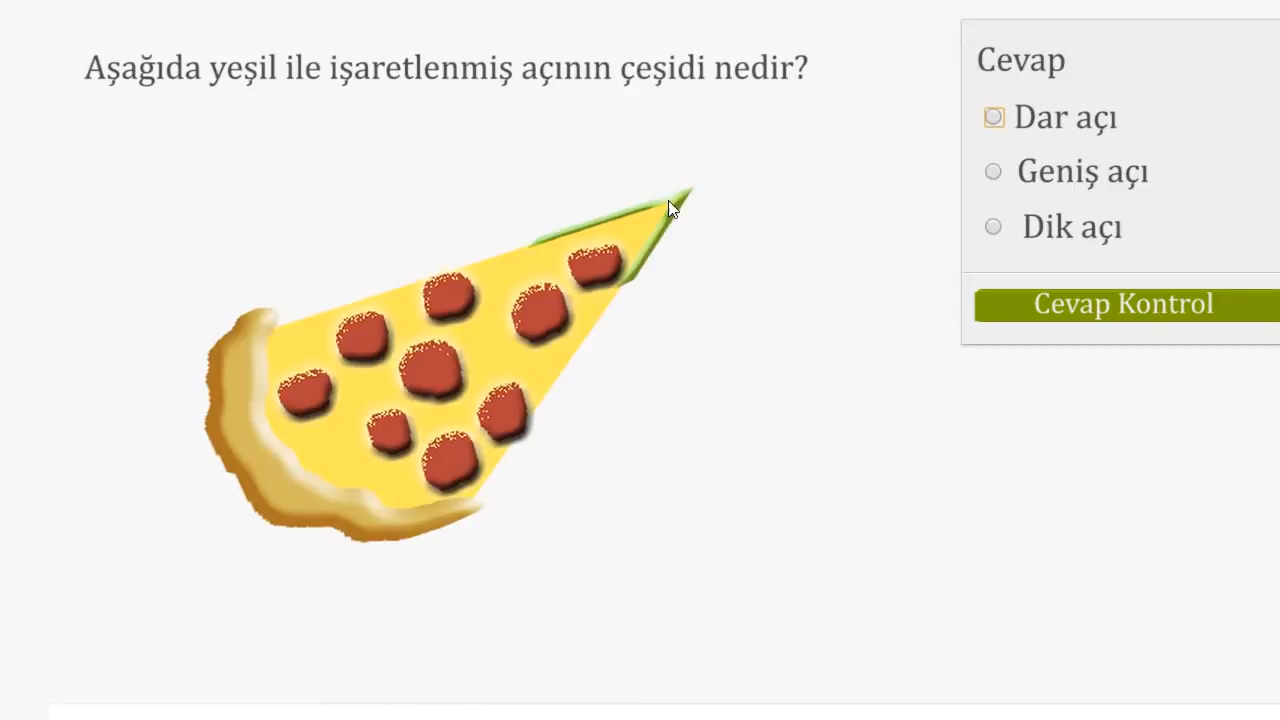 Aşağıda yeşil ile işaretlenmiş açının çeşidi nedir?
Cevap
Dar açı
Geniş açı
Dik açı
Cevap Kontrol